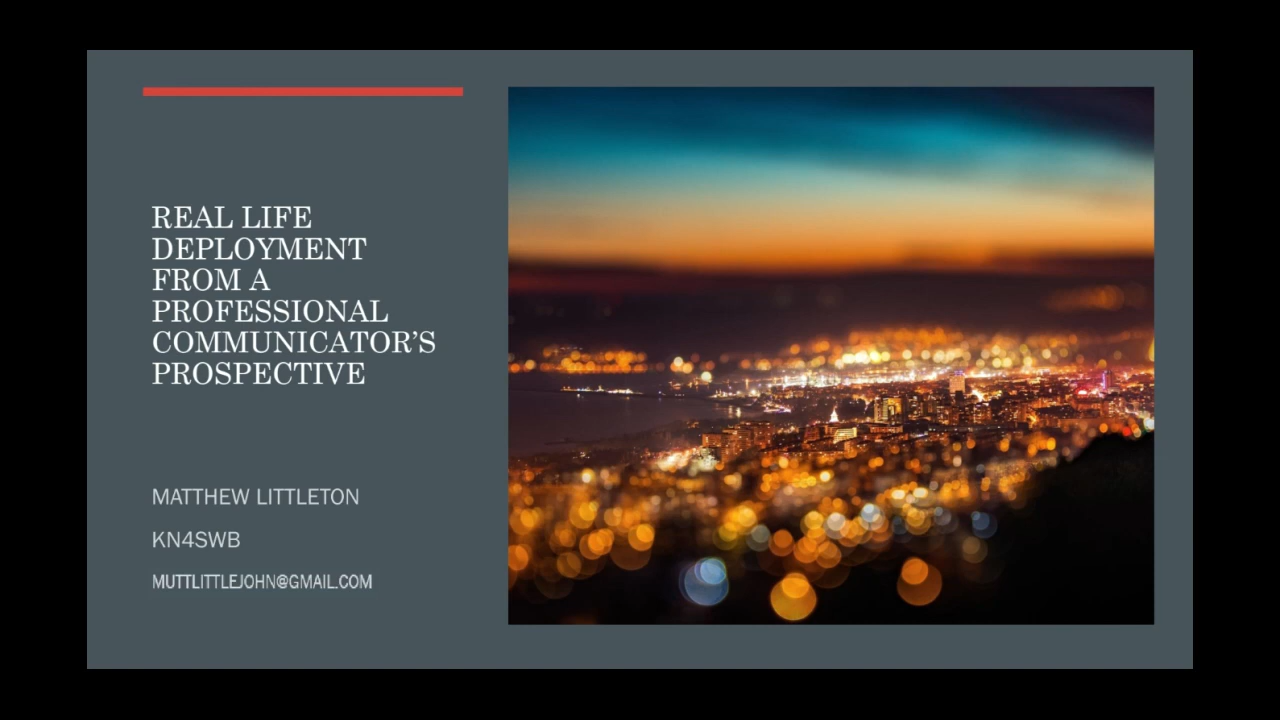 REAL LIFE
DEPLOYMENT
FROM A
PROFESSIONAL
COMMUNICATOR’S
PROSPECTIVE
MATTHEW LITTLETON
KN4SWB
MUTTLITTLEJOHN@GMAIL.COM